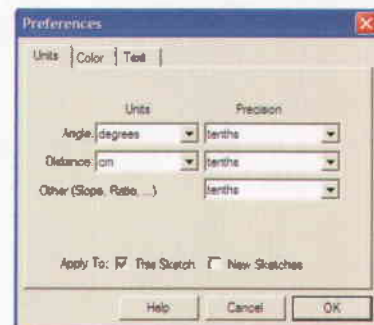 Preferences
Units Color Text
Units Precision
Angle: degrees tenths
Distance: cm tenths
Other (Slope, Ratio, ...) tenths
Apply To: This Sketch New Sketches
Help Cancel OK